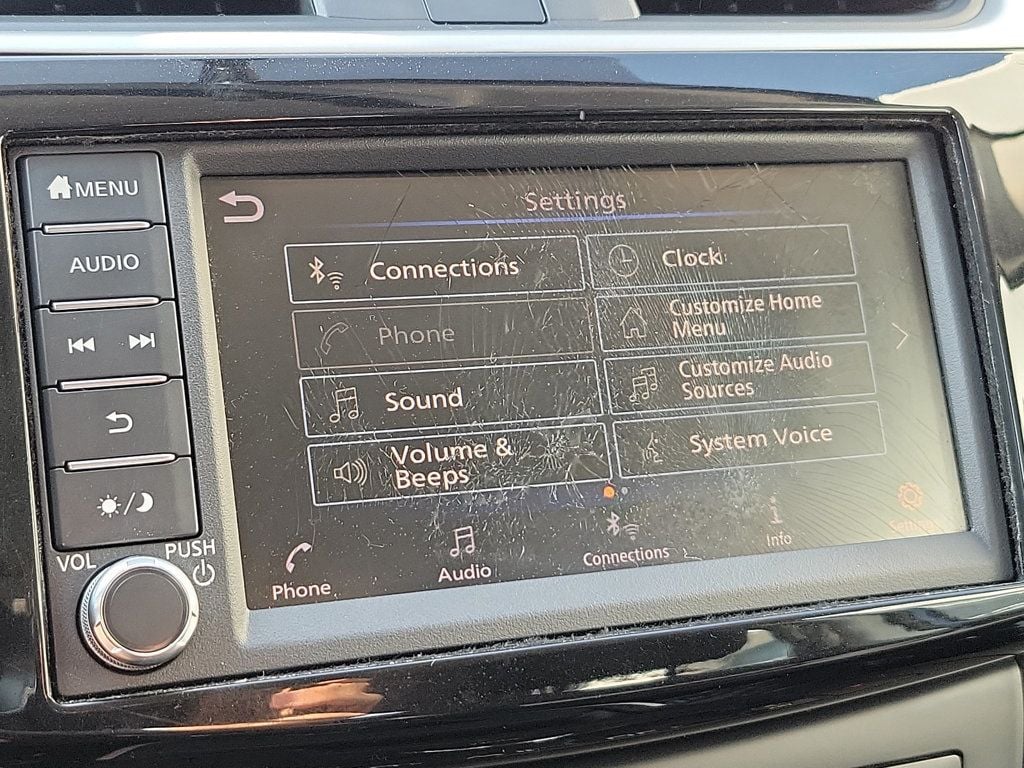 MENU
AUDIO
VOL
PUSH
Settings
Connections
Clock
Phone
Customize Home
Menu
Sound
Customize Audio
Sources
Volume &
Beeps
System Voice
Phone
Audio
Connections
Info
Settings